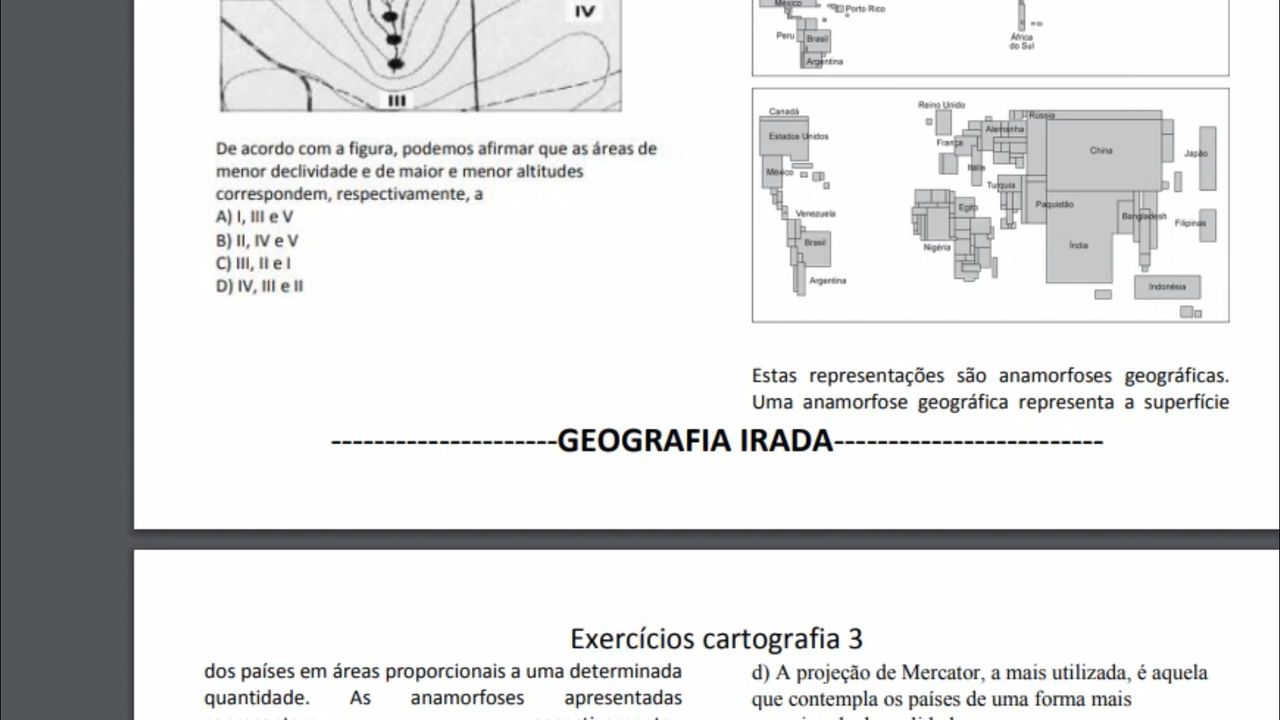 IV
III
De acordo com a figura, podemos afirmar que as áreas de
menor declividade e de maior e menor altitudes
correspondem, respectivamente, a
A) I, III e V
B) II, IV e V
C) III, II e I
D) IV, III e II
México
Porto Rico
Peru
Brasil
Argentina
África
do Sul
Canadá
Reino Unido
Rússia
Estados Unidos
Alemanha
França
China
Japão
México
Itália
Turquia
Venezuela
Egito
Paquistão
Bangladesh
Filipinas
Brasil
Nigéria
Índia
Argentina
Indonésia
Estas representações são anamorfoses geográficas.
Uma anamorfose geográfica representa a superfície
---------------------GEOGRAFIA IRADA-------------------------
Exercícios cartografia 3
dos países em áreas proporcionais a uma determinada
quantidade. As anamorfoses apresentadas
d) A projeção de Mercator, a mais utilizada, é aquela
que contempla os países de uma forma mais